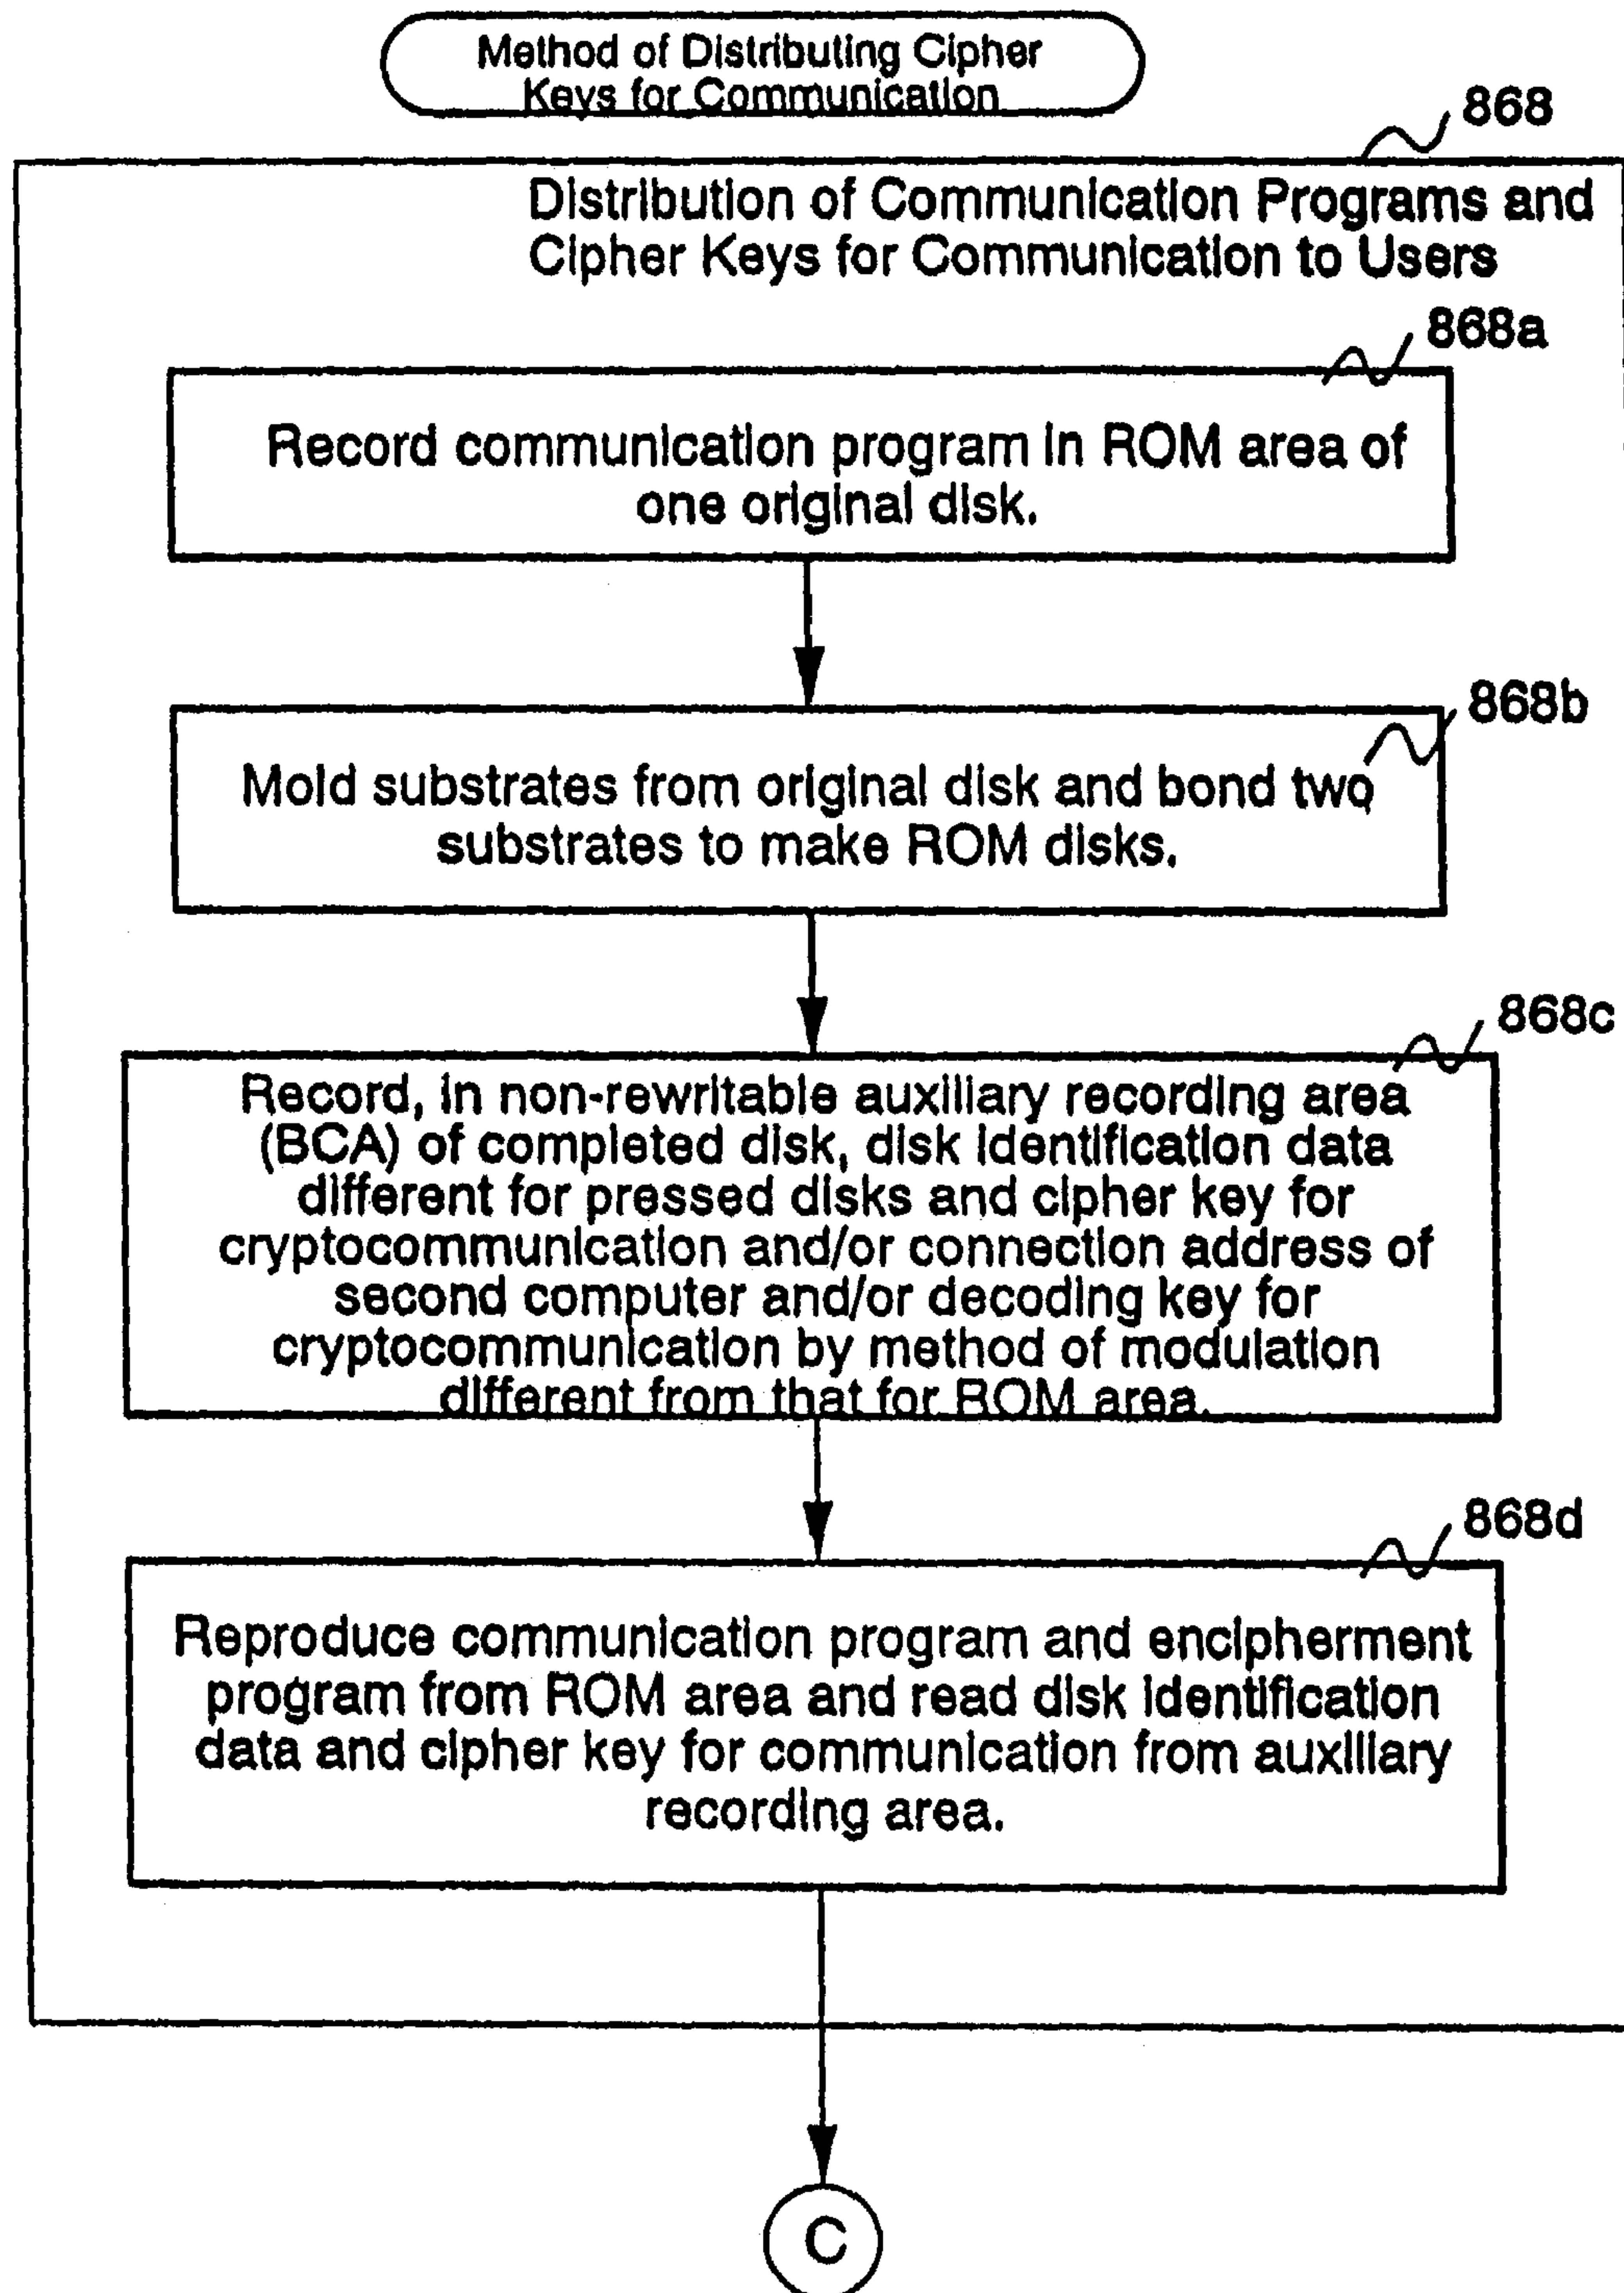 Method of Distributing Cipher
Keys for Communication
868
Distribution of Communication Programs and
Cipher Keys for Communication to Users
868a
Record communication program in ROM area of
one original disk.
868b
Mold substrates from original disk and bond two
substrates to make ROM disks.
868c
Record, in non-rewritable auxiliary recording area
(BCA) of completed disk, disk identification data
different for pressed disks and cipher key for
cryptocommunication and/or connection address of
second computer and/or decoding key for
cryptocommunication by method of modulation
different from that for ROM area.
868d
Reproduce communication program and encipherment
program from ROM area and read disk identification
data and cipher key for communication from auxiliary
recording area.
C